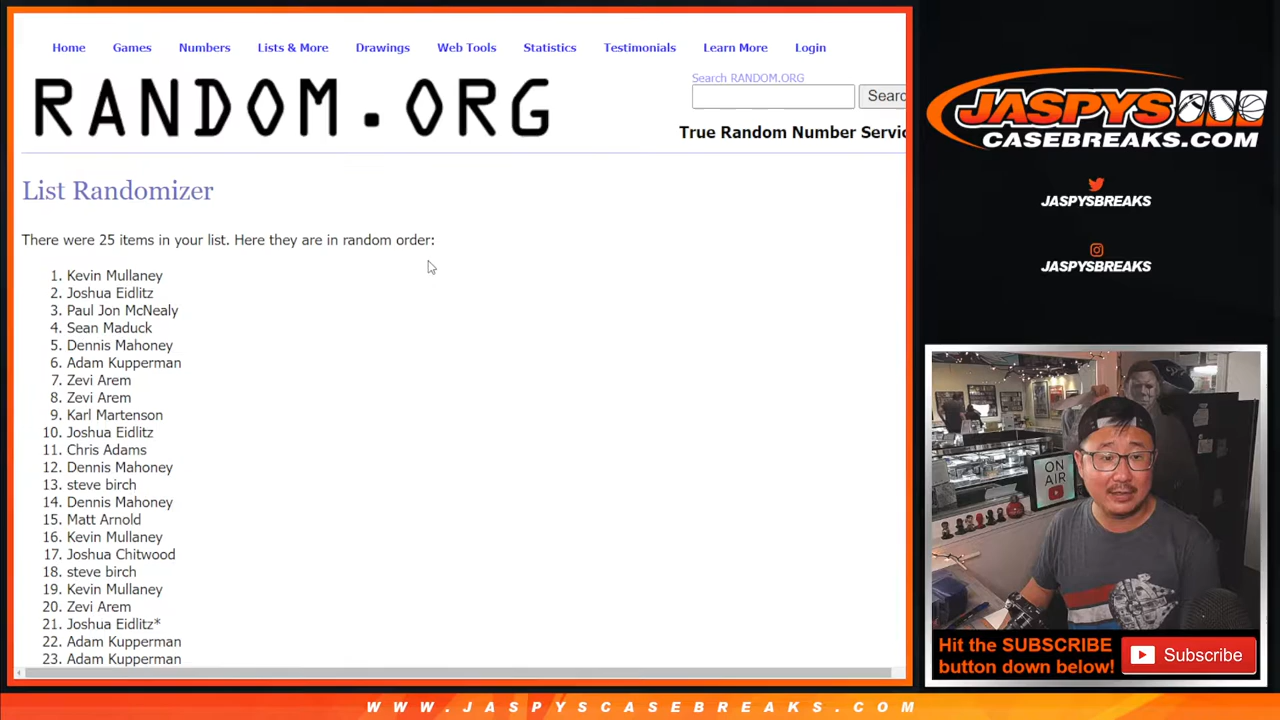 Home Games Numbers Lists & More Drawings Web Tools Statistics Testimonials Learn More Login
RANDOM.ORG
Search RANDOM.ORG
Searc
True Random Number Servic
List Randomizer
There were 25 items in your list. Here they are in random order:
1. Kevin Mullaney
2. Joshua Eidlitz
3. Paul Jon McNealy
4. Sean Maduck
5. Dennis Mahoney
6. Adam Kupperman
7. Zevi Arem
8. Zevi Arem
9. Karl Martenson
10. Joshua Eidlitz
11. Chris Adams
12. Dennis Mahoney
13. steve birch
14. Dennis Mahoney
15. Matt Arnold
16. Kevin Mullaney
17. Joshua Chitwood
18. steve birch
19. Kevin Mullaney
20. Zevi Arem
21. Joshua Eidlitz*
22. Adam Kupperman
23. Adam Kupperman
JASPYS
CASEBREAKS.COM
JASPYSBREAKS
JASPYSBREAKS
ON
AIR
Hit the SUBSCRIBE
button down below!
Subscribe
WWW.JASPYSCASEBREAKS.COM